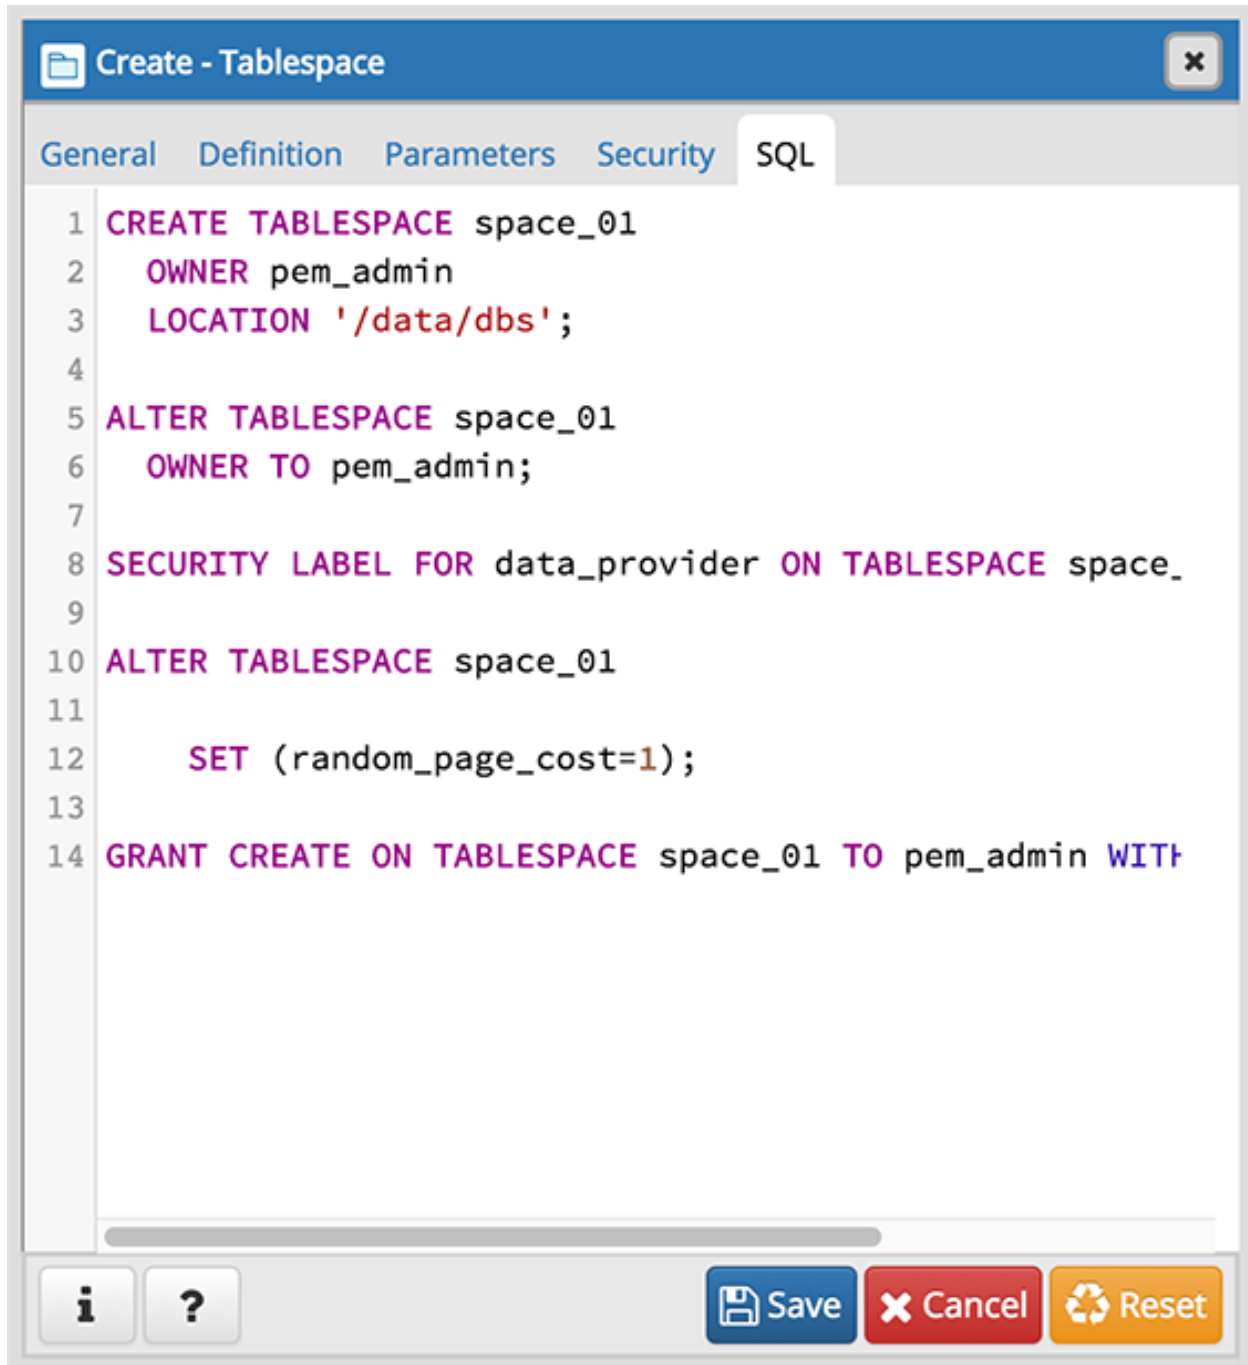 Create - Tablespace
General Definition Parameters Security SQL
1 CREATE TABLESPACE space_01
2 OWNER pem_admin
3 LOCATION '/data/dbs';
4
5 ALTER TABLESPACE space_01
6 OWNER TO pem_admin;
7
8 SECURITY LABEL FOR data_provider ON TABLESPACE space_
9
10 ALTER TABLESPACE space_01
11
12 SET (random_page_cost=1);
13
14 GRANT CREATE ON TABLESPACE space_01 TO pem_admin WITH
i ? Save Cancel Reset